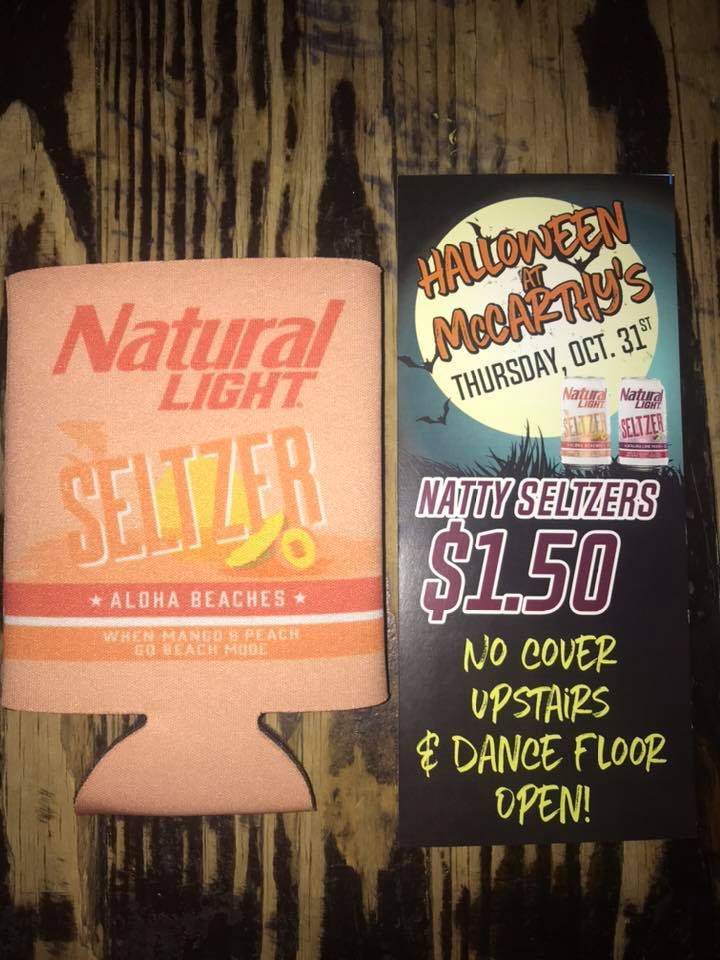 Natural
LIGHT
SELTZER
★ ALOHA BEACHES ★
WHEN MANGO & PEACH
GO BEACH MODE
HALLOWEEN
AT
McCARTHY'S
THURSDAY, OCT. 31ST
Natural
LIGHT
SELTZER
Natural
LIGHT
SELTZER
NATTY SELTZERS
$1.50
NO COVER
UPSTAIRS
& DANCE FLOOR
OPEN!